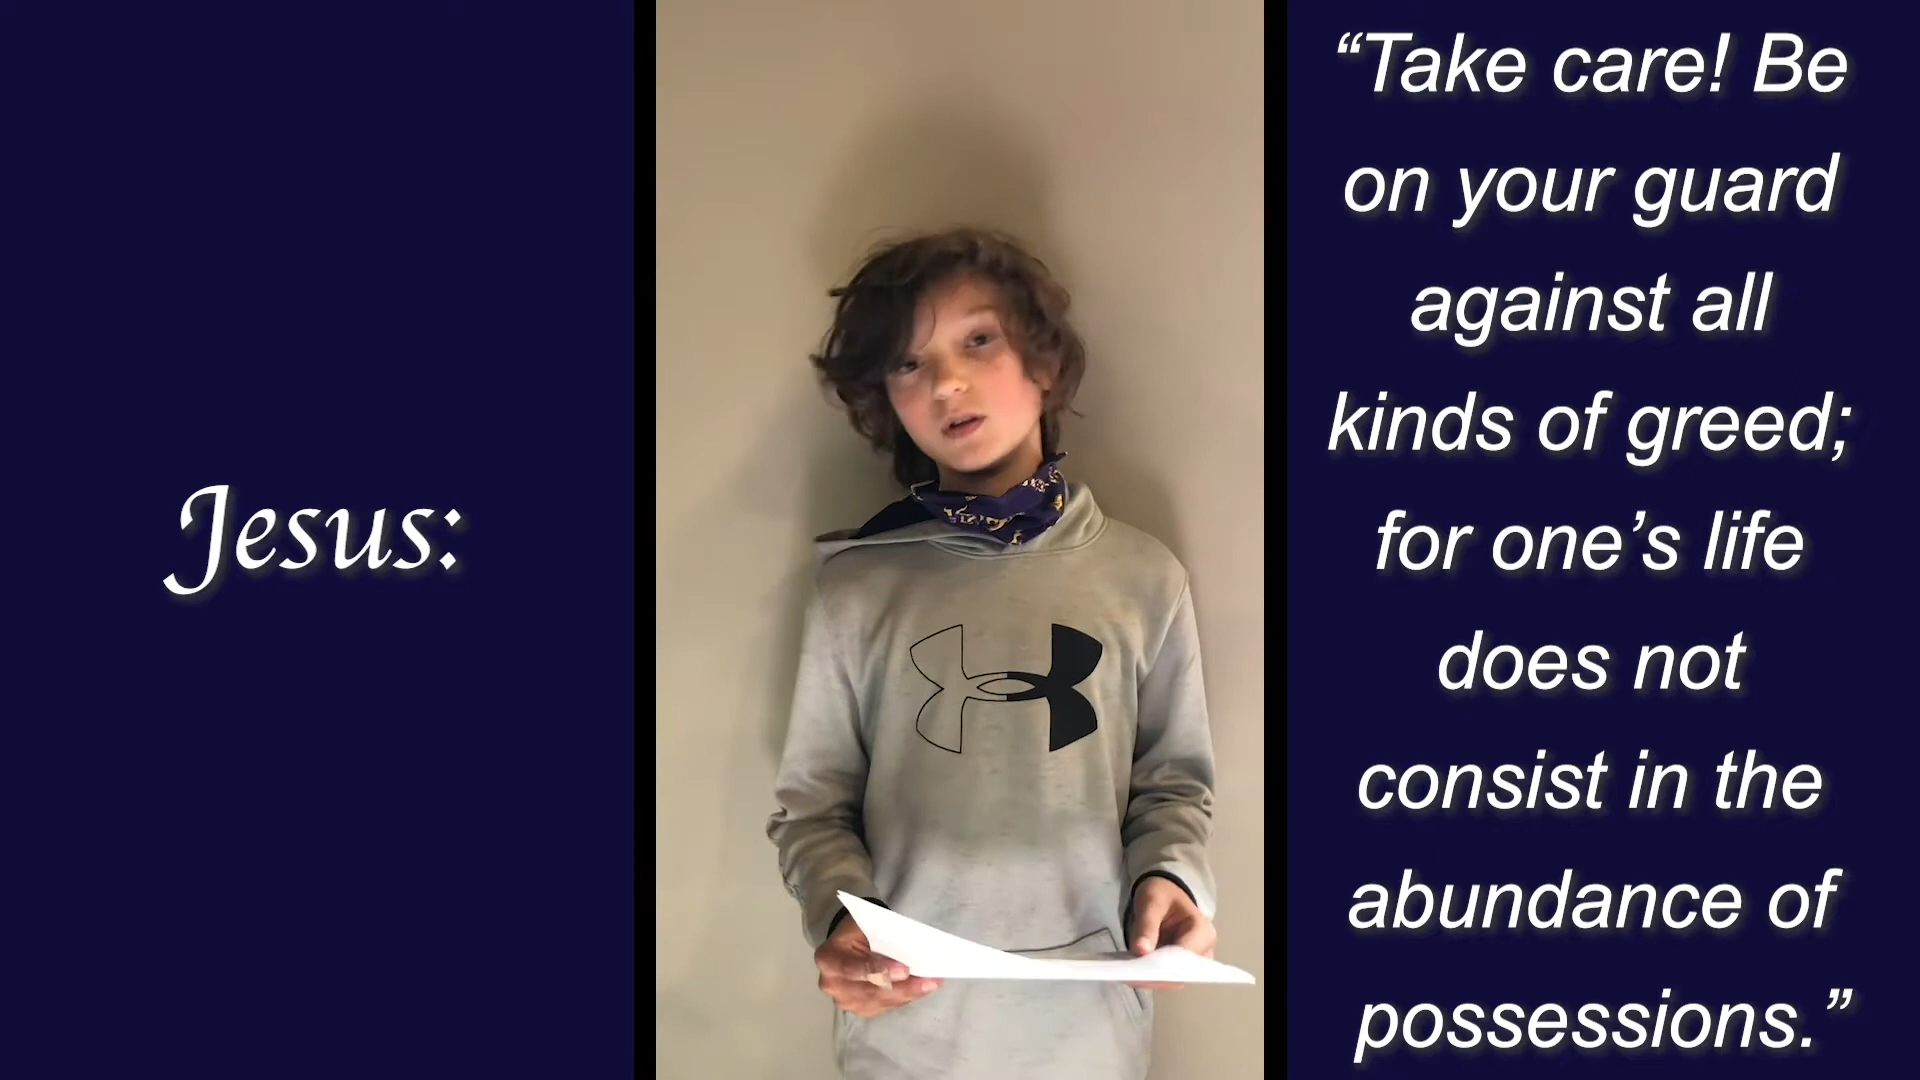 Jesus:
“Take care! Be
on your guard
against all
kinds of greed;
for one’s life
does not
consist in the
abundance of
possessions.”